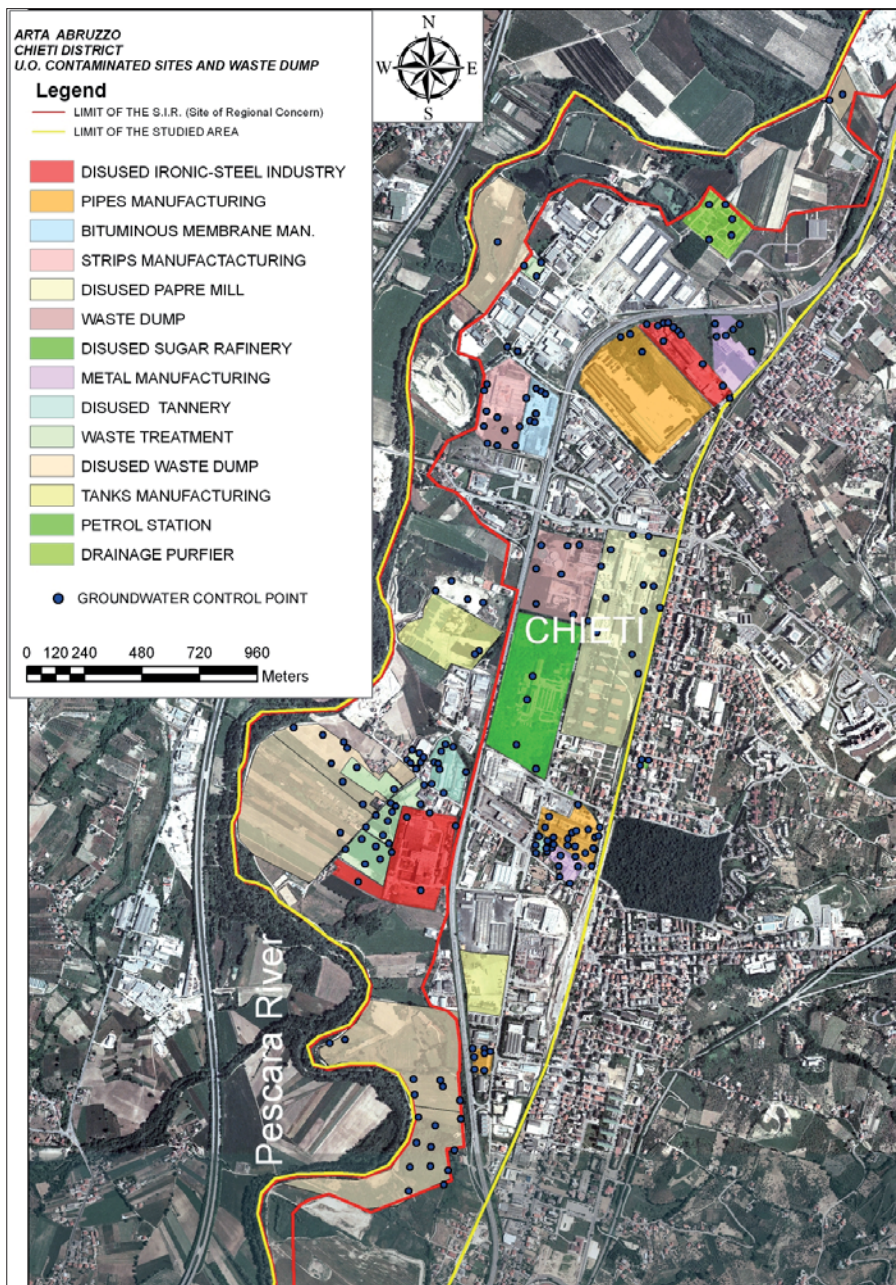 ARTA ABRUZZO
CHIETI DISTRICT
U.O. CONTAMINATED SITES AND WASTE DUMP
Legend
LIMIT OF THE S.I.R. (Site of Regional Concern)
LIMIT OF THE STUDIED AREA
DISUSED IRONIC-STEEL INDUSTRY
PIPES MANUFACTURING
BITUMINOUS MEMBRANE MAN.
STRIPS MANUFACTACTURING
DISUSED PAPRE MILL
WASTE DUMP
DISUSED SUGAR RAFINERY
METAL MANUFACTURING
DISUSED TANNERY
WASTE TREATMENT
DISUSED WASTE DUMP
TANKS MANUFACTURING
PETROL STATION
DRAINAGE PURFIER
GROUNDWATER CONTROL POINT
0 120 240 480 720 960
Meters
N
W E
S
CHIETI
Pescara River